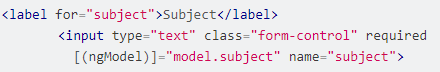 <label for="subject">Subject</label>
<input type="text" class="form-control" required
[(ngModel)]="model.subject" name="subject">